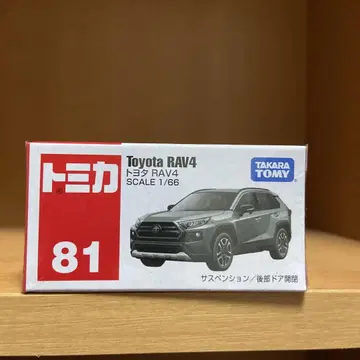 トミカ
81
Toyota RAV4
トヨタ RAV4
SCALE 1/66
TAKARA
TOMY
サスペンション／後部ドア開閉